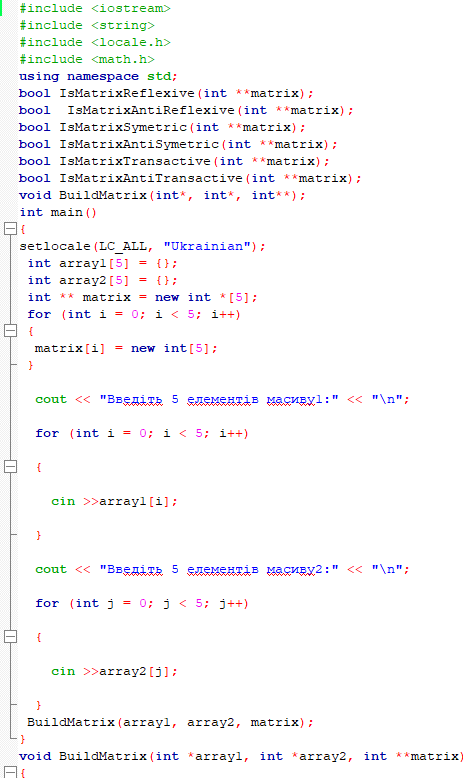 #include <iostream>
#include <string>
#include <locale.h>
#include <math.h>
using namespace std;
bool IsMatrixReflexive(int **matrix);
bool  IsMatrixAntiReflexive(int **matrix);
bool IsMatrixSymetric(int **matrix);
bool IsMatrixAntiSymetric(int **matrix);
bool IsMatrixTransactive(int **matrix);
bool IsMatrixAntiTransactive(int **matrix);
void BuildMatrix(int*, int*, int**);
int main()
{
setlocale(LC_ALL, "Ukrainian");
int array1[5] = {};
int array2[5] = {};
int ** matrix = new int *[5];
for (int i = 0; i < 5; i++)
{
matrix[i] = new int[5];
}
cout << "Введіть 5 елементів масиву1:" << "\n";
for (int i = 0; i < 5; i++)
{
cin >>array1[i];
}
cout << "Введіть 5 елементів масиву2:" << "\n";
for (int j = 0; j < 5; j++)
{
cin >>array2[j];
}
BuildMatrix(array1, array2, matrix);
}
void BuildMatrix(int *array1, int *array2, int **matrix)
{